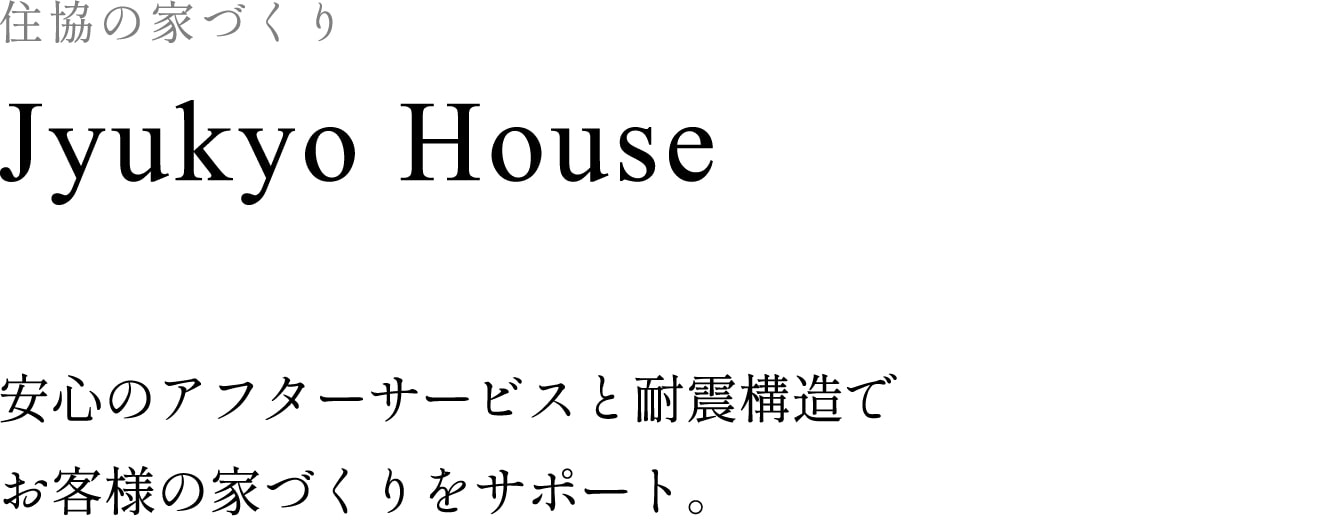 住協の家づくり
Jyukyo House
安心のアフターサービスと耐震構造で
お客様の家づくりをサポート。